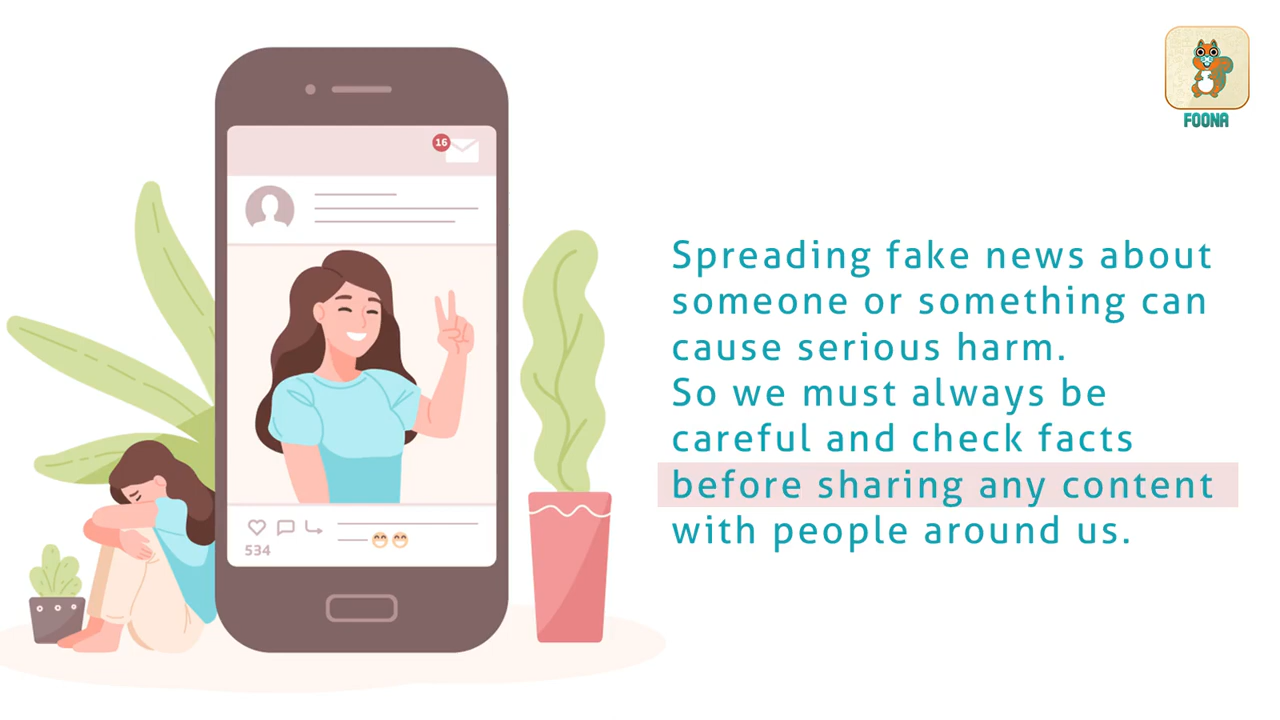 FOONA
16
534
Spreading fake news about
someone or something can
cause serious harm.
So we must always be
careful and check facts
before sharing any content
with people around us.